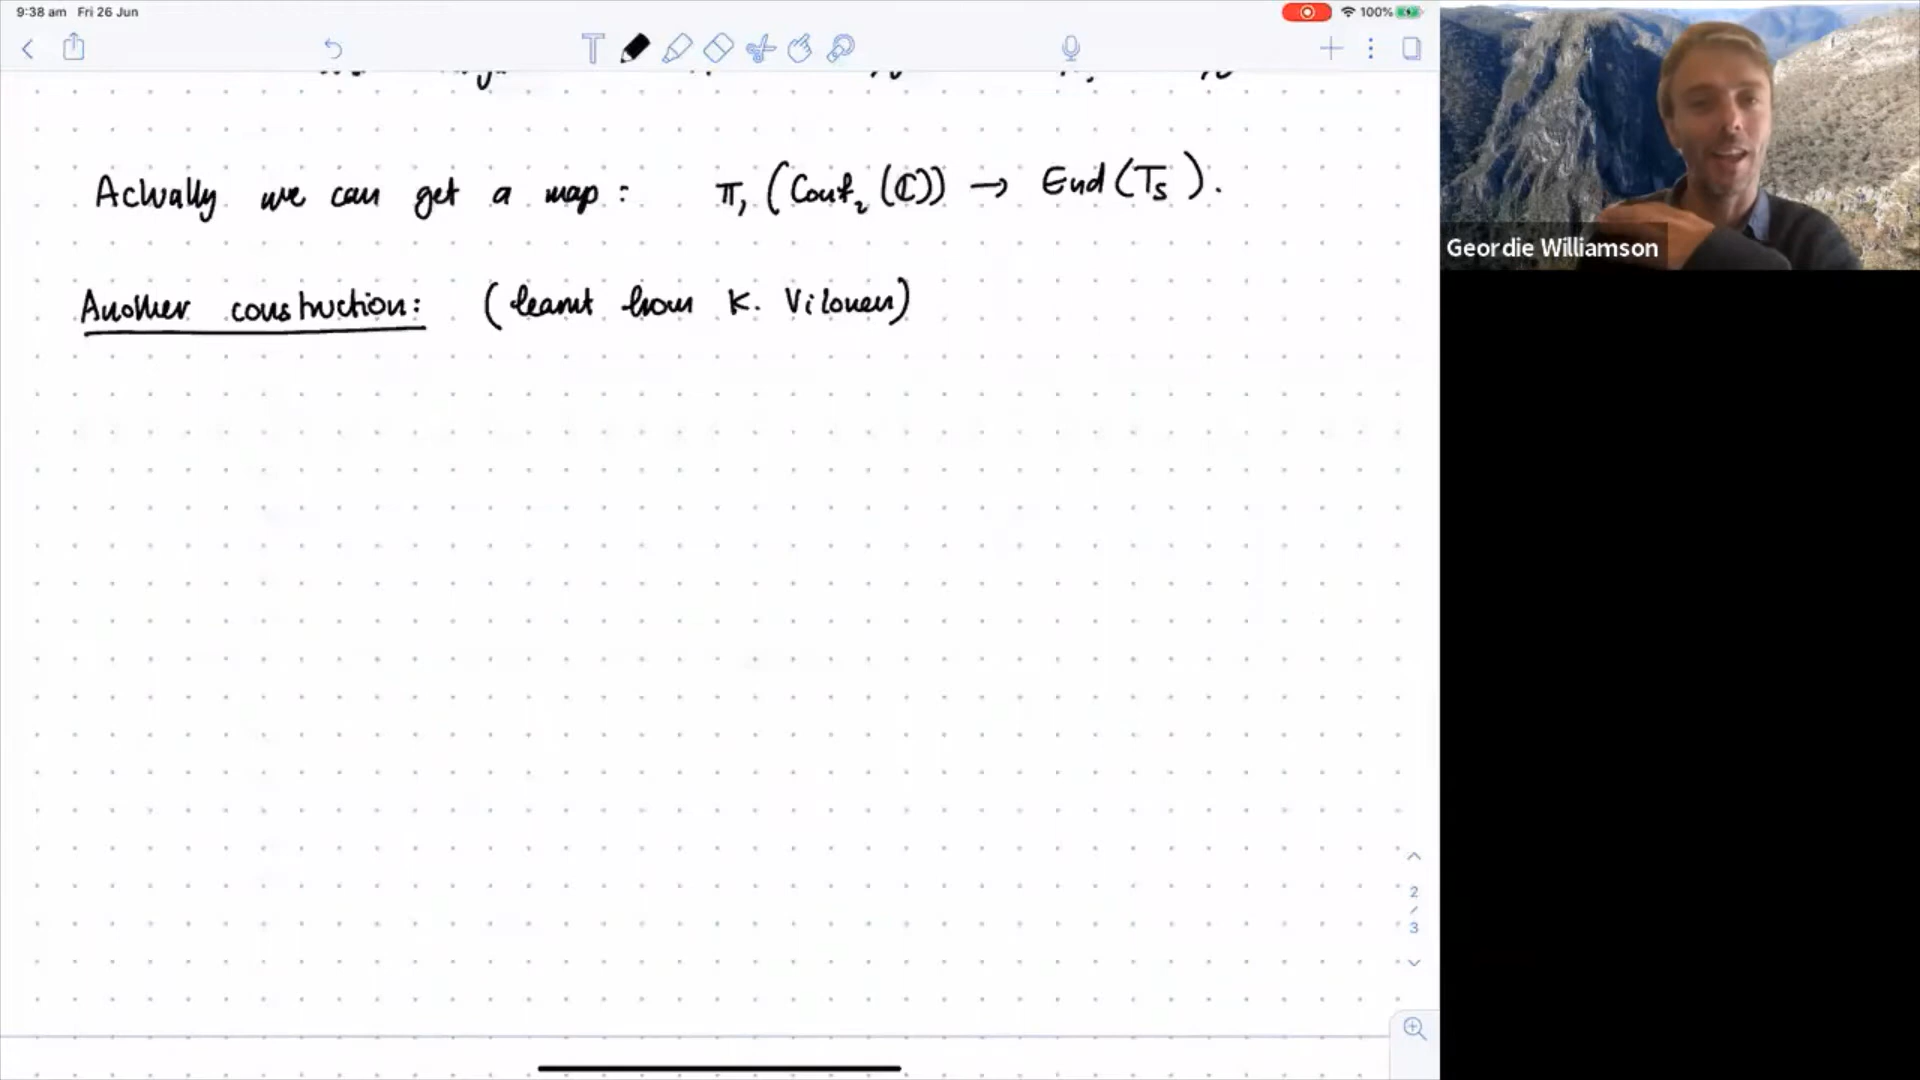 9:38 am Fri 26 Jun
100%
Actually we can get a map: π₁(Conf₂(ℂ)) → End(Tₛ).
Geordie Williamson
Another construction: (learnt from K. Vilonen)
2
/
3